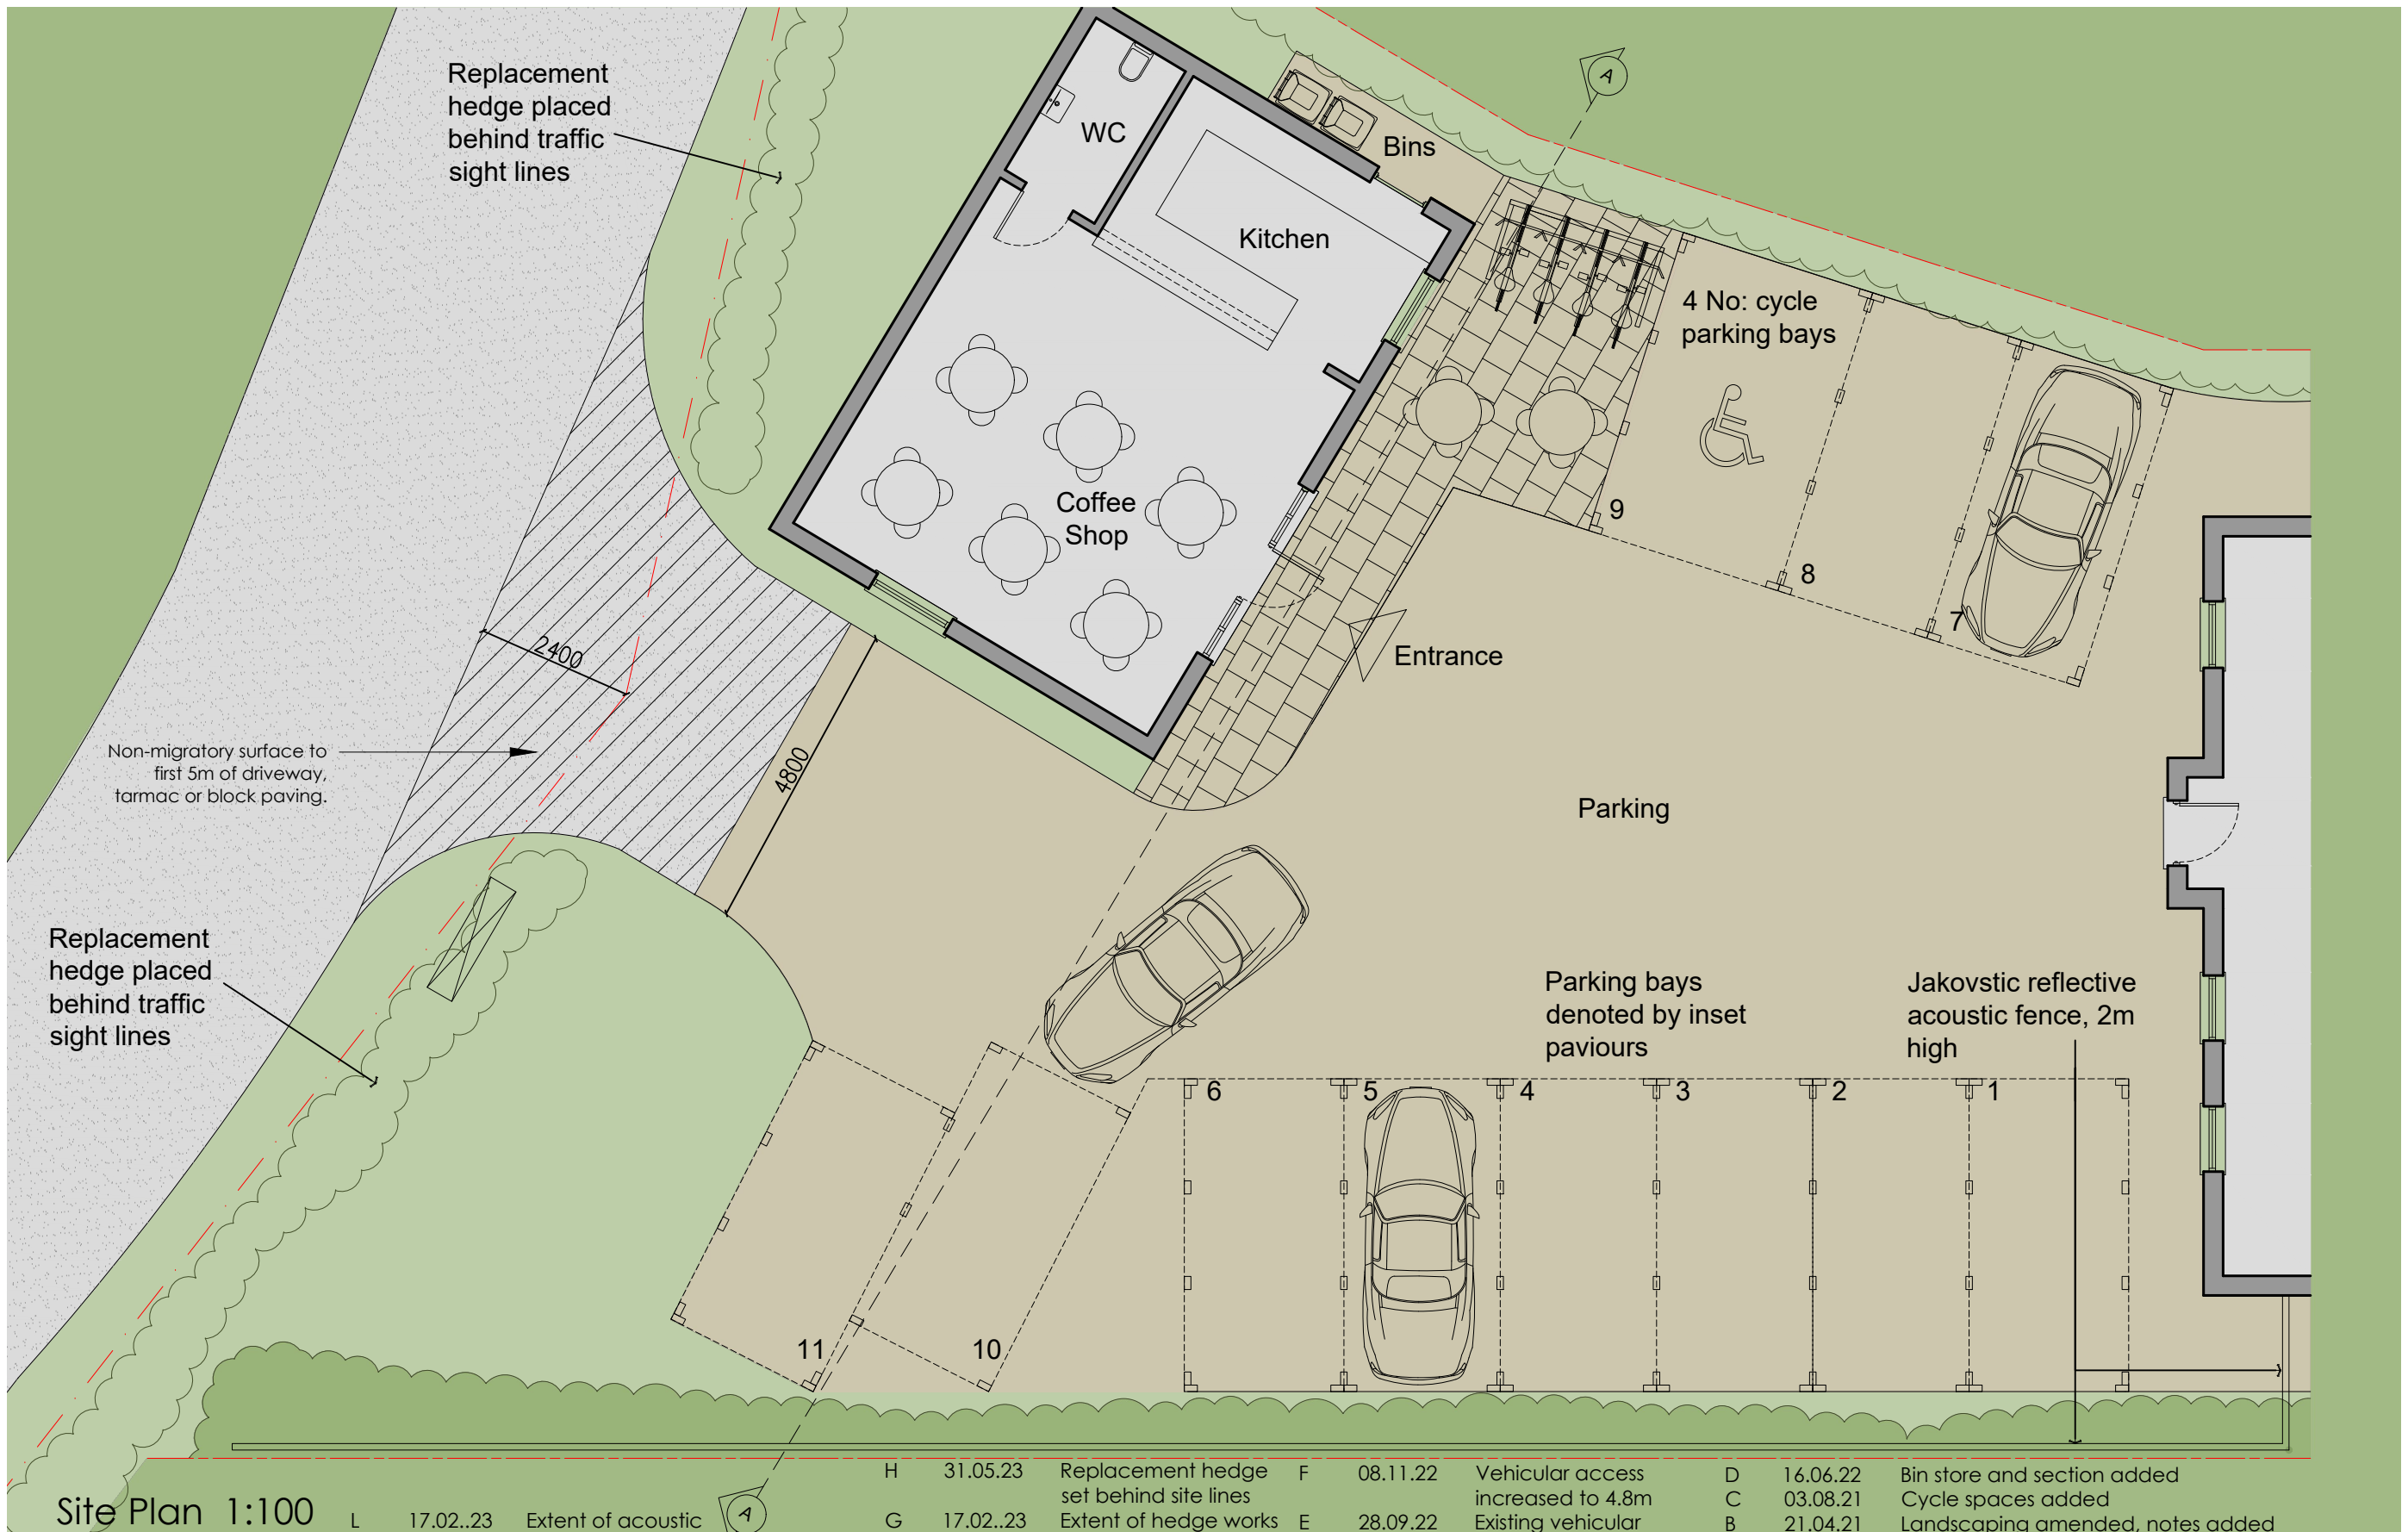 Replacement
hedge placed
behind traffic
sight lines
A
WC
Bins
Kitchen
4 No: cycle
parking bays
Coffee
Shop
9
8
7
2400
Entrance
4800
Non-migratory surface to
first 5m of driveway,
tarmac or block paving.
Parking
Replacement
hedge placed
behind traffic
sight lines
Parking bays
denoted by inset
paviours
Jakovstic reflective
acoustic fence, 2m
high
6
5
4
3
2
1
11
10
Site Plan 1:100
L 17.02..23 Extent of acoustic
A
H 31.05.23 Replacement hedge
set behind site lines
G 17.02..23 Extent of hedge works
F 08.11.22 Vehicular access
increased to 4.8m
E 28.09.22 Existing vehicular
D 16.06.22 Bin store and section added
C 03.08.21 Cycle spaces added
B 21.04.21 Landscaping amended, notes added